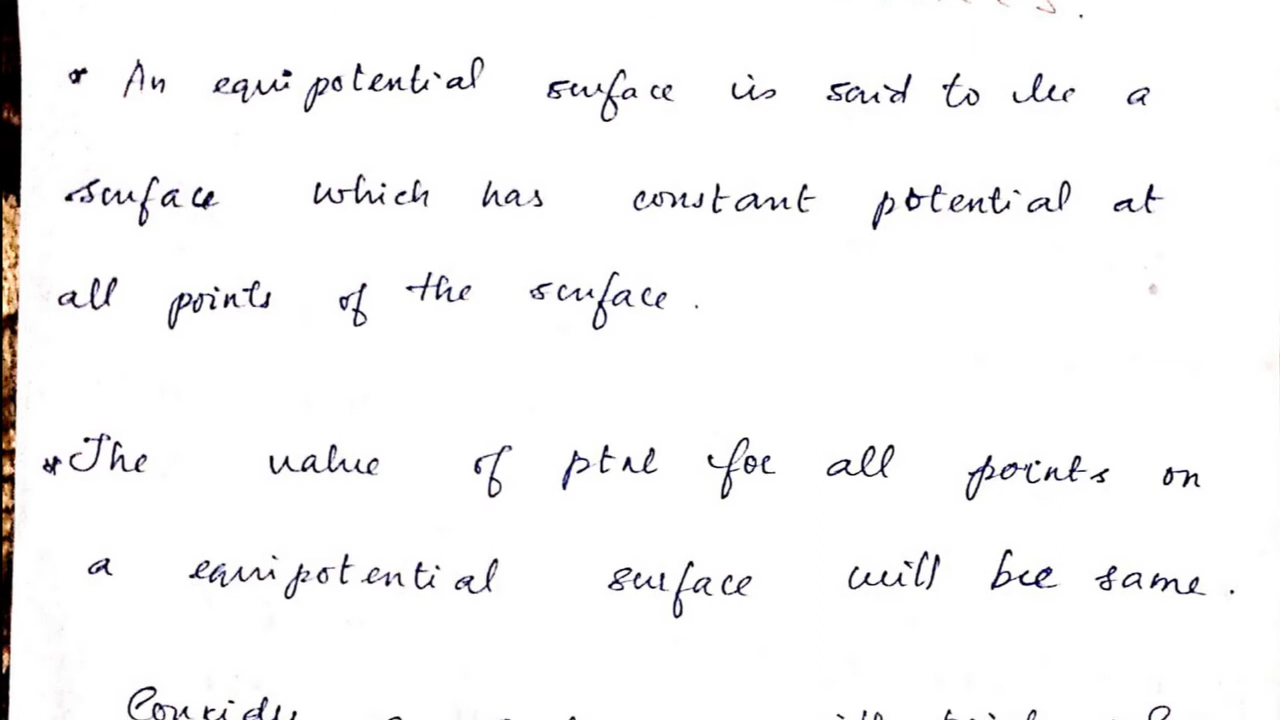 * An equipotential surface is said to be a
surface which has constant potential at
all points of the surface.
* The value of ptnl for all points on
a equipotential surface will be same.
Consider